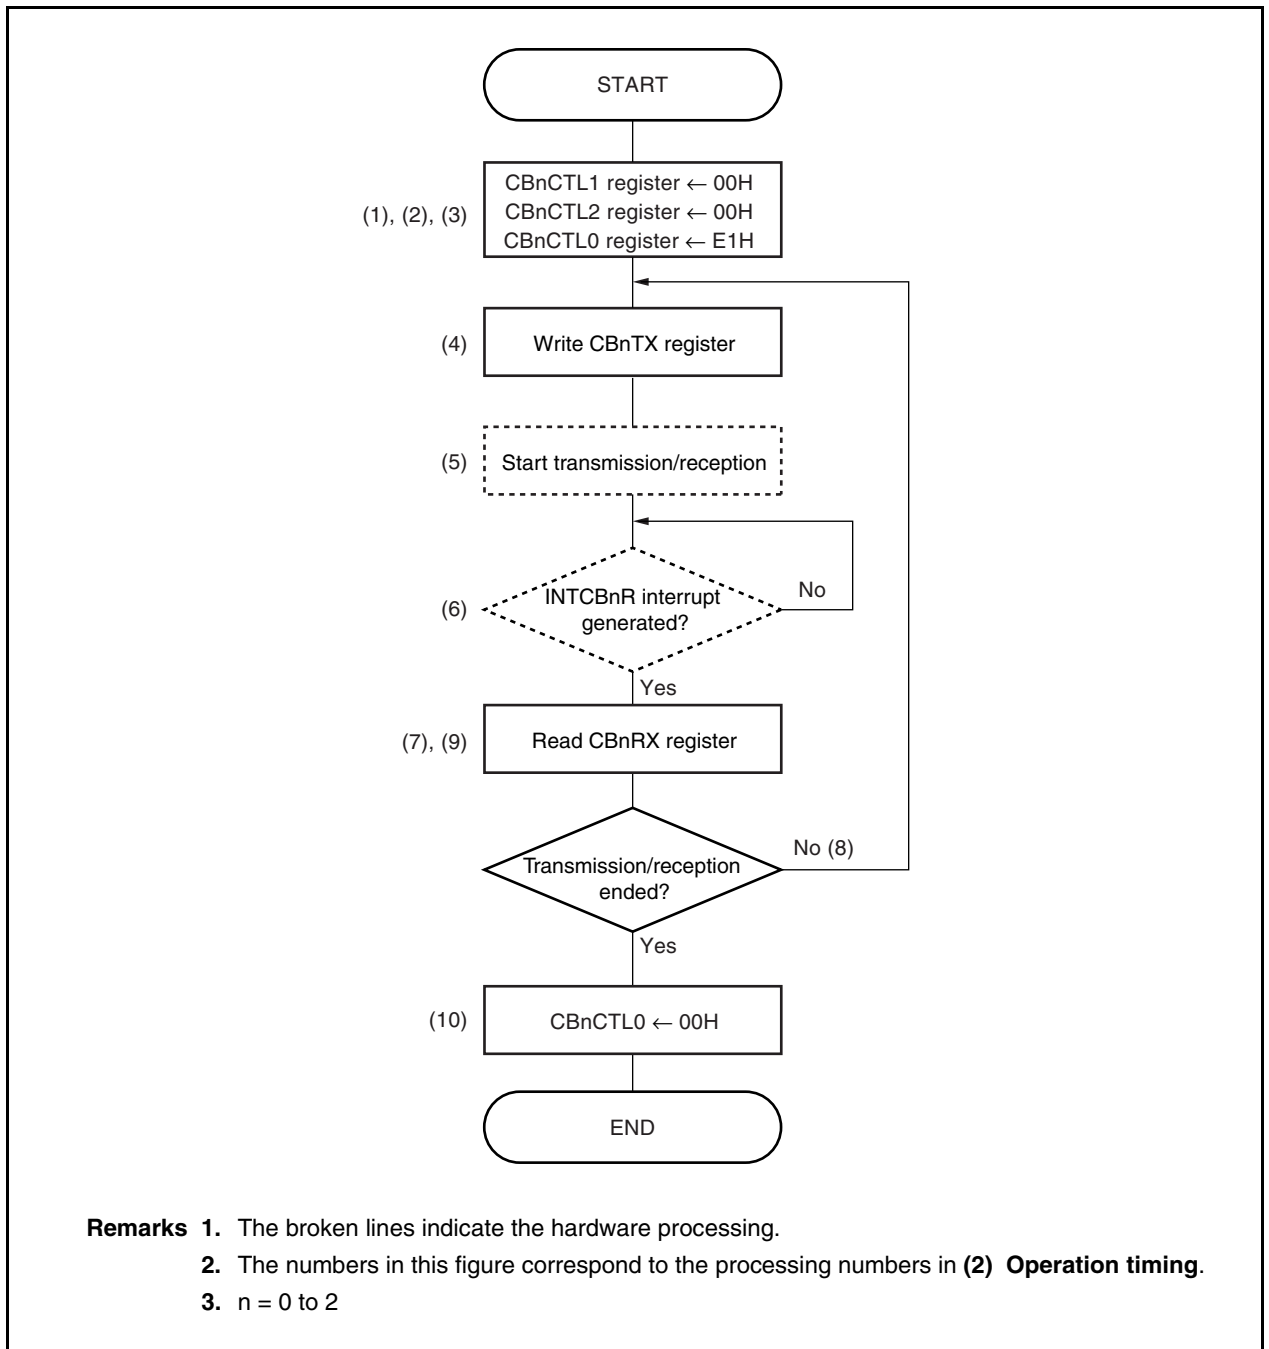 START
CBnCTL1 register ← 00H
CBnCTL2 register ← 00H
(1), (2), (3)
CBnCTL0 register ← E1H
(4) Write CBnTX register
(5) Start transmission/reception
INTCBnR interrupt
No
(6)
generated?
Yes
(7), (9) Read CBnRX register
No (8)
Transmission/reception
ended?
Yes
(10) CBnCTL0 ← 00H
END
Remarks 1. The broken lines indicate the hardware processing.
2. The numbers in this figure correspond to the processing numbers in (2) Operation timing.
3. n = 0 to 2